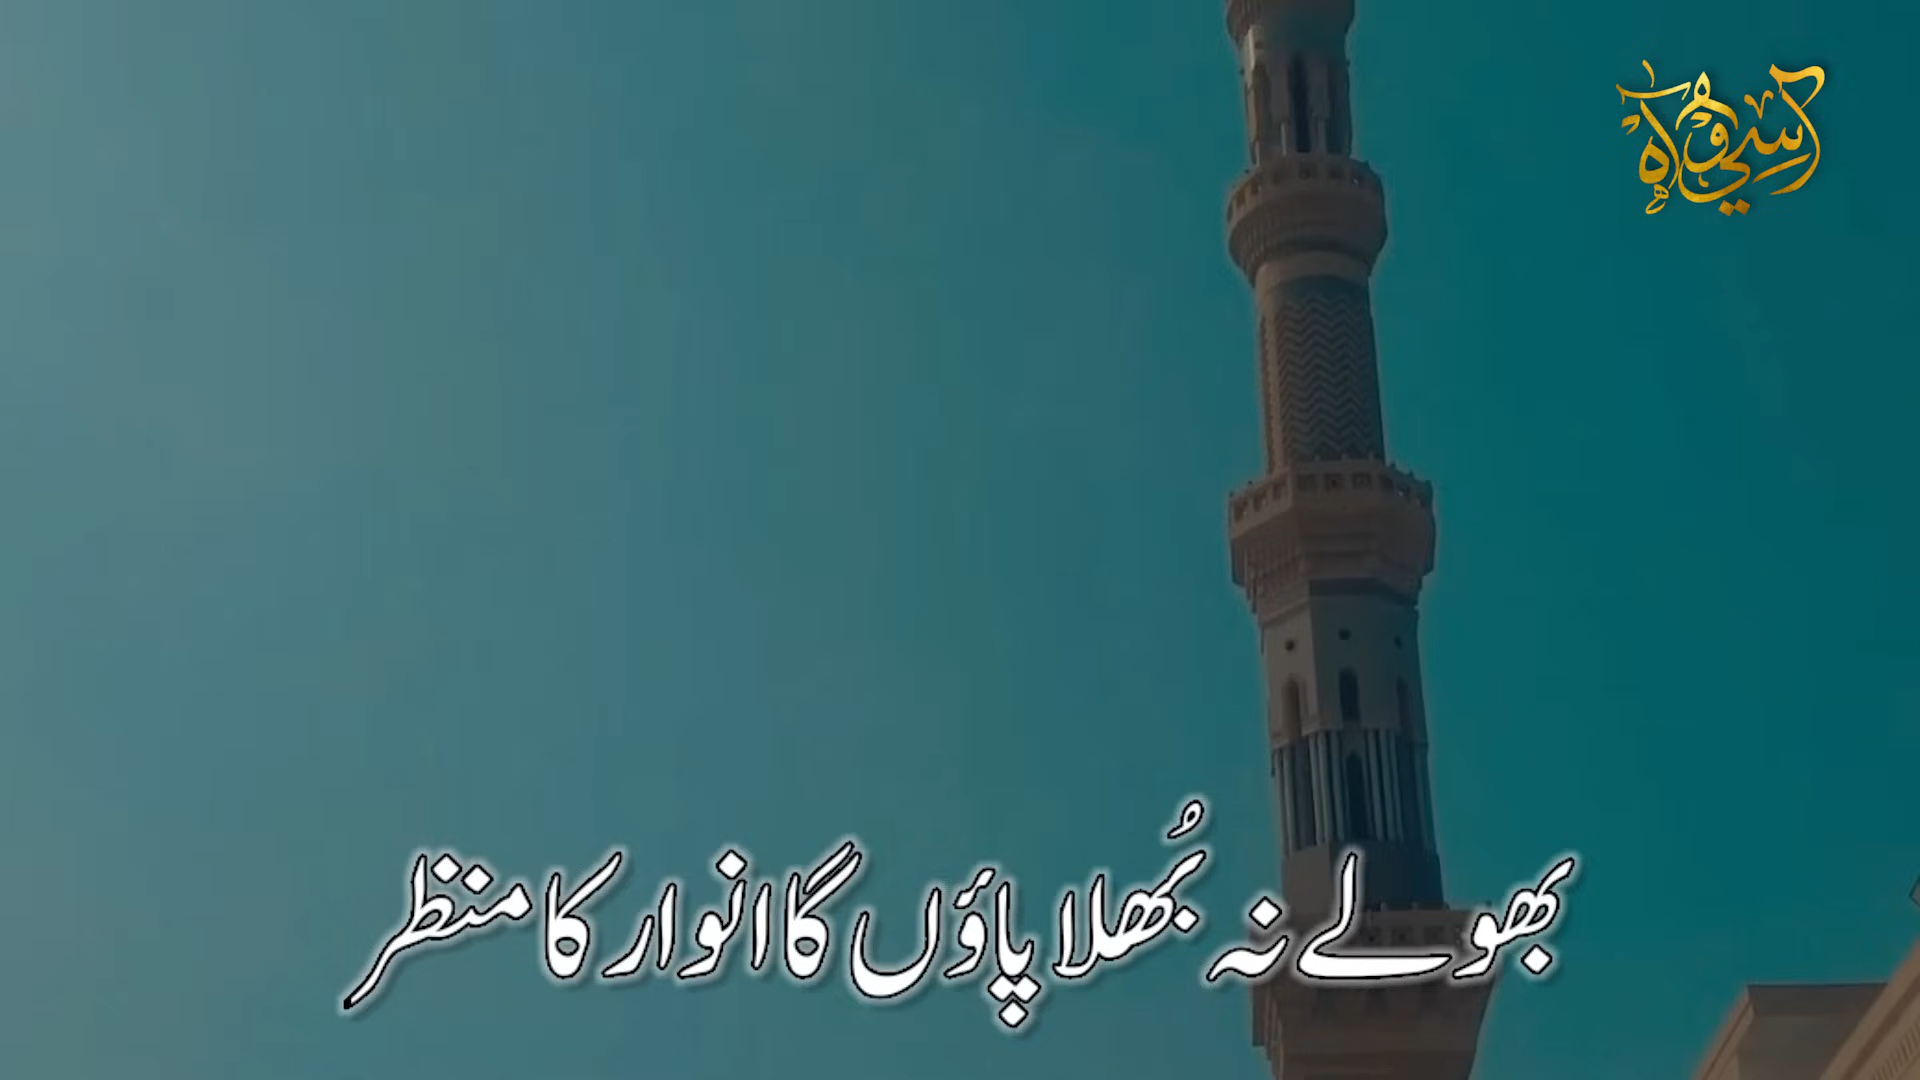 بھولے نہ بُھلا پاؤں گا انوار کا منظر